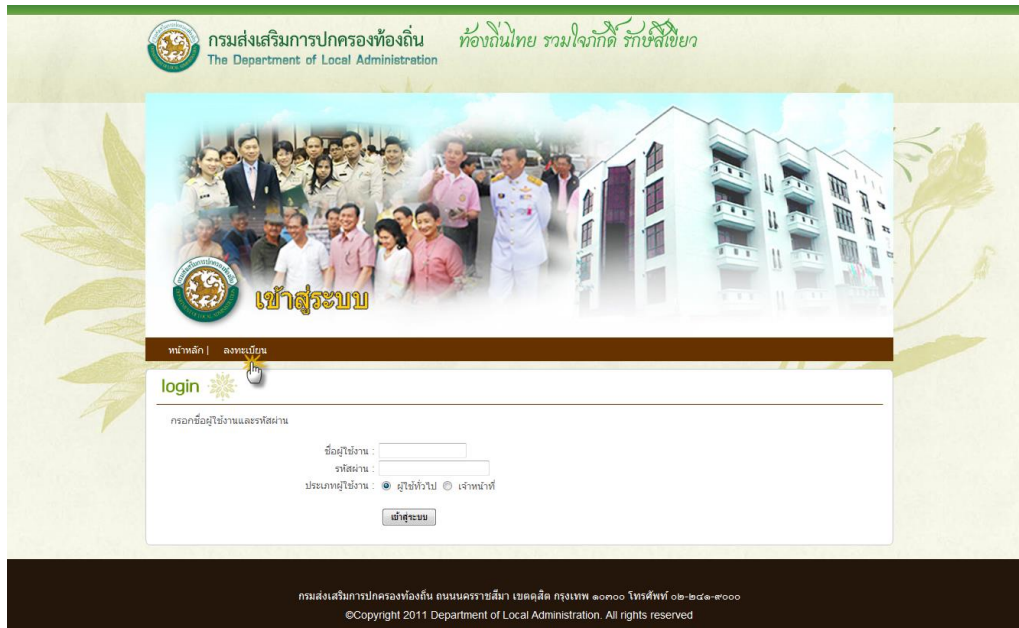 กรมส่งเสริมการปกครองท้องถิ่น
The Department of Local Administration
ท้องถิ่นไทย รวมใจภักดิ์ รักษ์สีเขียว
เข้าสู่ระบบ
หน้าหลัก | ลงทะเบียน
login
กรอกชื่อผู้ใช้งานและรหัสผ่าน
ชื่อผู้ใช้งาน :
รหัสผ่าน :
ประเภทผู้ใช้งาน : ผู้ใช้ทั่วไป เจ้าหน้าที่
เข้าสู่ระบบ
กรมส่งเสริมการปกครองท้องถิ่น ถนนนครราชสีมา เขตดุสิต กรุงเทพ ๑๐๓๐๐ โทรศัพท์ ๐๒-๒๔๑-๙๐๐๐
©Copyright 2011 Department of Local Administration. All rights reserved